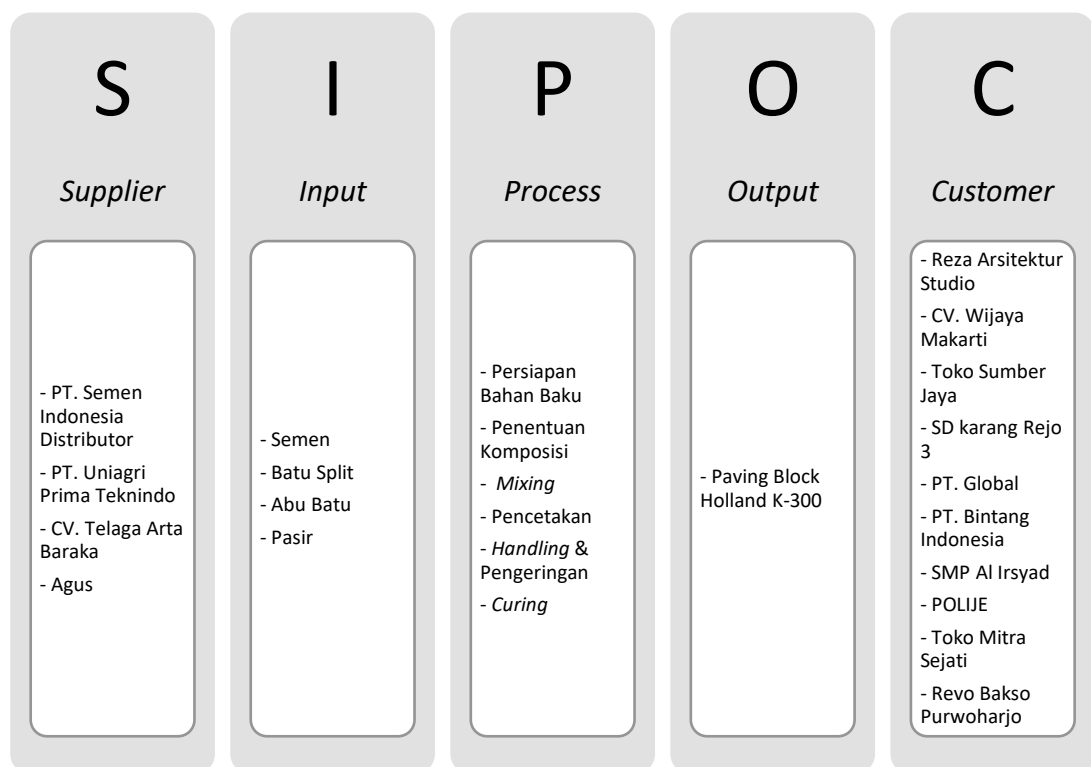 S
Supplier
- PT. Semen
Indonesia
Distributor
- PT. Uniagri
Prima Teknindo
- CV. Telaga Arta
Baraka
- Agus
I
Input
- Semen
- Batu Split
- Abu Batu
- Pasir
P
Process
- Persiapan
Bahan Baku
- Penentuan
Komposisi
- Mixing
- Pencetakan
- Handling &
Pengeringan
- Curing
O
Output
- Paving Block
Holland K-300
C
Customer
- Reza Arsitektur
Studio
- CV. Wijaya
Makarti
- Toko Sumber
Jaya
- SD karang Rejo
3
- PT. Global
- PT. Bintang
Indonesia
- SMP Al Irsyad
- POLIJE
- Toko Mitra
Sejati
- Revo Bakso
Purwoharjo